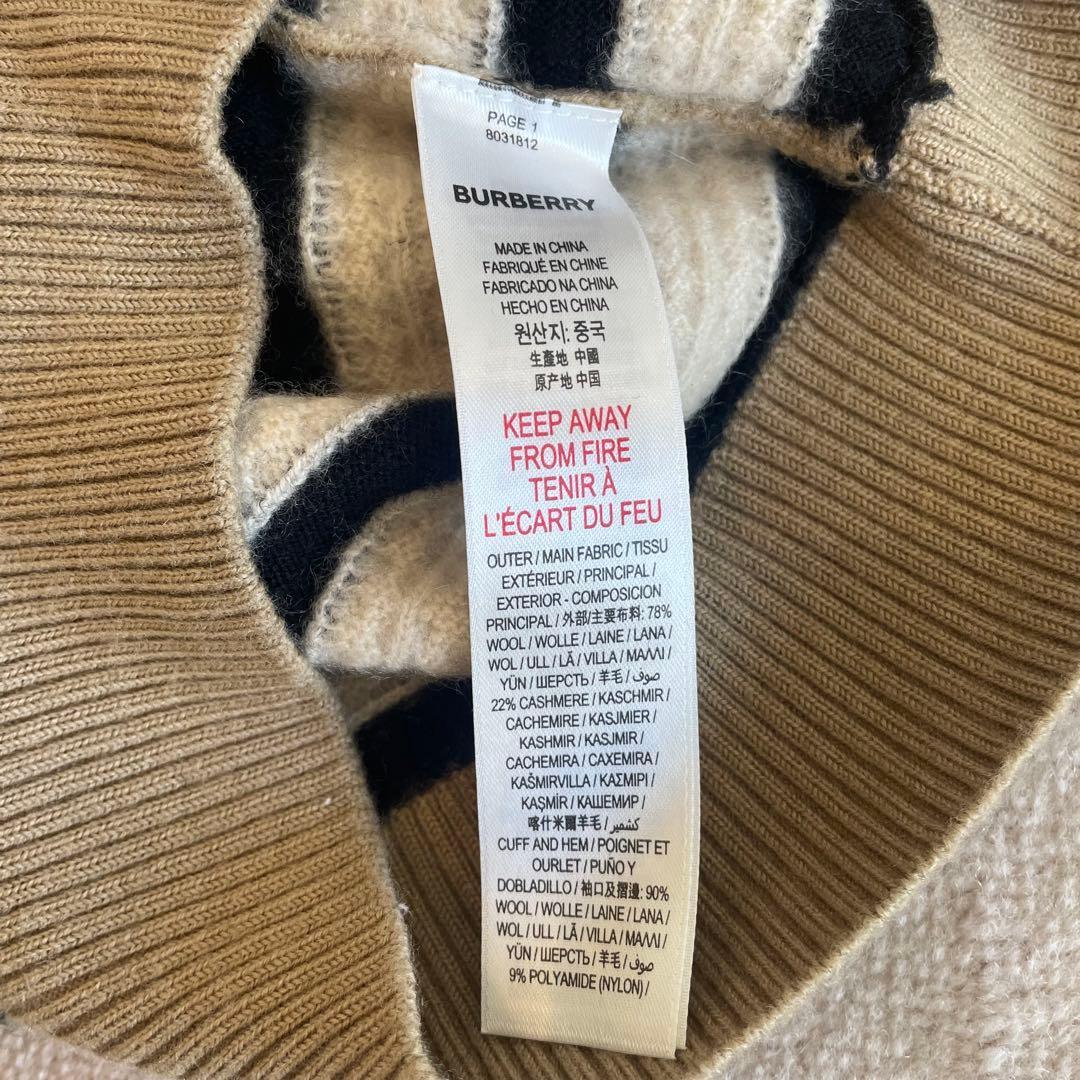 PAGE 1
8031812
BURBERRY
MADE IN CHINA
FABRIQUÉ EN CHINE
FABRICADO NA CHINA
HECHO EN CHINA
원산지: 중국
生產地 中國
原产地 中国
KEEP AWAY
FROM FIRE
TENIR À
L'ÉCART DU FEU
OUTER / MAIN FABRIC / TISSU
EXTÉRIEUR / PRINCIPAL /
EXTERIOR - COMPOSICION
PRINCIPAL / 外部/主要布料: 78%
WOOL / WOLLE / LAINE / LANA /
WOL / ULL / LÃ / VILLA / ΜΑΛΛΙ /
YÜN / ШЕРСТЬ / 羊毛 / صوف /
22% CASHMERE / KASCHMIR /
CACHEMIRE / KASJMIER /
KASHMIR / KASJMIR /
CACHEMIRA / CAXEMIRA /
KAŠMIRVILLA / ΚΑΣΜΙΡΙ /
KAŞMİR / КАШЕМИР /
喀什米爾羊毛 / كشمير /
CUFF AND HEM / POIGNET ET
OURLET / PUÑO Y
DOBLADILLO / 袖口及摺邊: 90%
WOOL / WOLLE / LAINE / LANA /
WOL / ULL / LÃ / VILLA / ΜΑΛΛΙ /
YÜN / ШЕРСТЬ / 羊毛 / صوف /
9% POLYAMIDE (NYLON) /